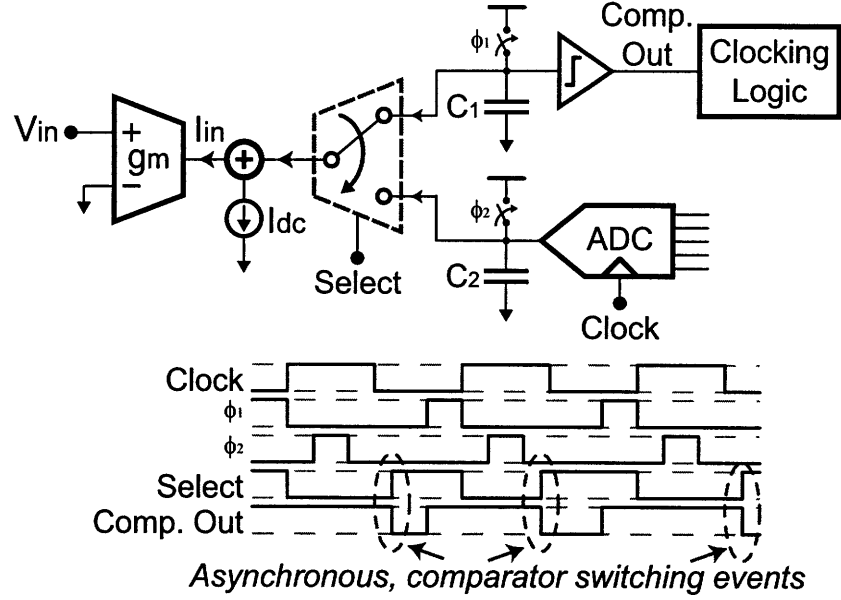 Comp.
Out
Clocking
Logic
ϕ1
C1
Vin
+
gm
−
Iin
+
Idc
Select
ϕ2
C2
ADC
Clock
Clock
ϕ1
ϕ2
Select
Comp. Out
Asynchronous, comparator switching events